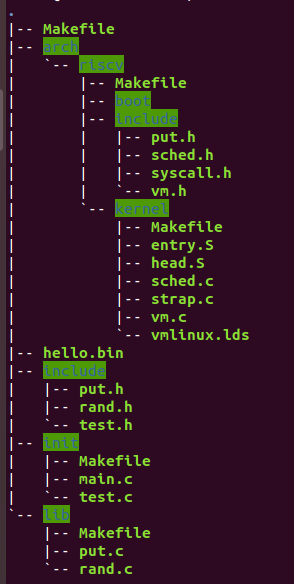 .
|-- Makefile
|-- arch
|   `-- riscv
|       |-- Makefile
|       |-- boot
|       |-- include
|       |   |-- put.h
|       |   |-- sched.h
|       |   |-- syscall.h
|       |   `-- vm.h
|       `-- kernel
|           |-- Makefile
|           |-- entry.S
|           |-- head.S
|           |-- sched.c
|           |-- strap.c
|           |-- vm.c
|           `-- vmlinux.lds
|-- hello.bin
|-- include
|   |-- put.h
|   |-- rand.h
|   `-- test.h
|-- init
|   |-- Makefile
|   |-- main.c
|   `-- test.c
`-- lib
    |-- Makefile
    |-- put.c
    `-- rand.c